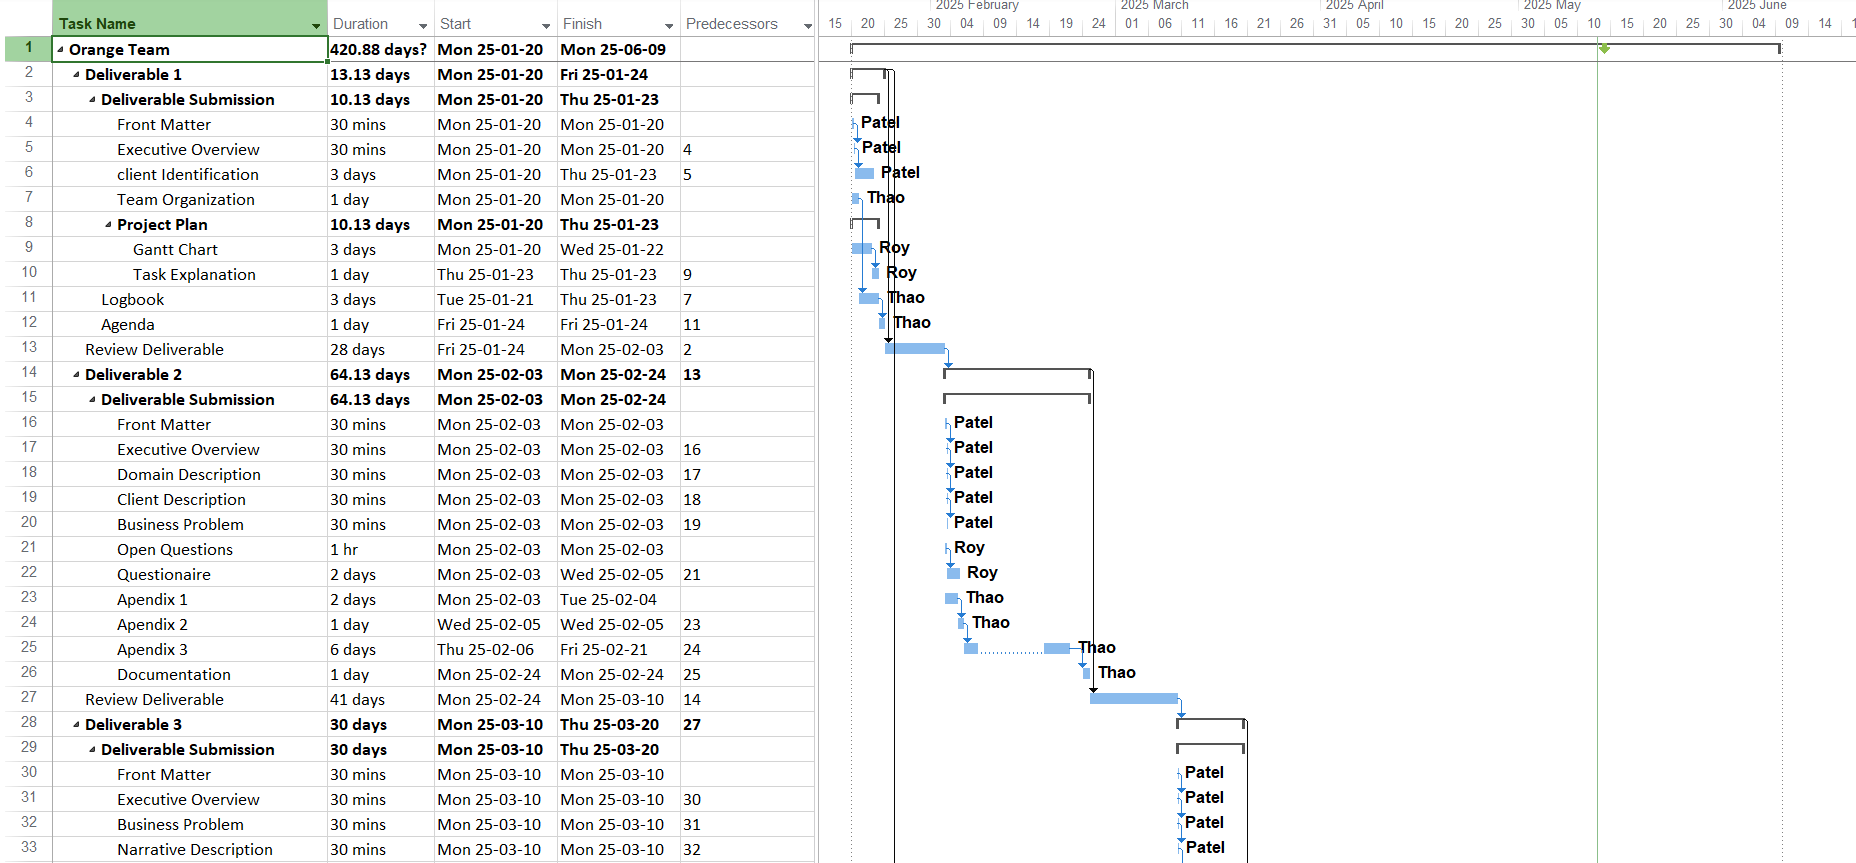 2025 February 2025 March 2025 April 2025 May 2025 June
Task Name Duration Start Finish Predecessors 15 20 25 30 04 09 14 19 24 01 06 11 16 21 26 31 05 10 15 20 25 30 05 10 15 20 25 30 04 09 14
1 Orange Team 420.88 days? Mon 25-01-20 Mon 25-06-09
2 Deliverable 1 13.13 days Mon 25-01-20 Fri 25-01-24
3 Deliverable Submission 10.13 days Mon 25-01-20 Thu 25-01-23
4 Front Matter 30 mins Mon 25-01-20 Mon 25-01-20 Patel
5 Executive Overview 30 mins Mon 25-01-20 Mon 25-01-20 4 Patel
6 client Identification 3 days Mon 25-01-20 Thu 25-01-23 5 Patel
7 Team Organization 1 day Mon 25-01-20 Mon 25-01-20 Thao
8 Project Plan 10.13 days Mon 25-01-20 Thu 25-01-23
9 Gantt Chart 3 days Mon 25-01-20 Wed 25-01-22 Roy
10 Task Explanation 1 day Thu 25-01-23 Thu 25-01-23 9 Roy
11 Logbook 3 days Tue 25-01-21 Thu 25-01-23 7 Thao
12 Agenda 1 day Fri 25-01-24 Fri 25-01-24 11 Thao
13 Review Deliverable 28 days Fri 25-01-24 Mon 25-02-03 2
14 Deliverable 2 64.13 days Mon 25-02-03 Mon 25-02-24 13
15 Deliverable Submission 64.13 days Mon 25-02-03 Mon 25-02-24
16 Front Matter 30 mins Mon 25-02-03 Mon 25-02-03 Patel
17 Executive Overview 30 mins Mon 25-02-03 Mon 25-02-03 16 Patel
18 Domain Description 30 mins Mon 25-02-03 Mon 25-02-03 17 Patel
19 Client Description 30 mins Mon 25-02-03 Mon 25-02-03 18 Patel
20 Business Problem 30 mins Mon 25-02-03 Mon 25-02-03 19 Patel
21 Open Questions 1 hr Mon 25-02-03 Mon 25-02-03 Roy
22 Questionaire 2 days Mon 25-02-03 Wed 25-02-05 21 Roy
23 Apendix 1 2 days Mon 25-02-03 Tue 25-02-04 Thao
24 Apendix 2 1 day Wed 25-02-05 Wed 25-02-05 23 Thao
25 Apendix 3 6 days Thu 25-02-06 Fri 25-02-21 24 Thao
26 Documentation 1 day Mon 25-02-24 Mon 25-02-24 25 Thao
27 Review Deliverable 41 days Mon 25-02-24 Mon 25-03-10 14
28 Deliverable 3 30 days Mon 25-03-10 Thu 25-03-20 27
29 Deliverable Submission 30 days Mon 25-03-10 Thu 25-03-20
30 Front Matter 30 mins Mon 25-03-10 Mon 25-03-10 Patel
31 Executive Overview 30 mins Mon 25-03-10 Mon 25-03-10 30 Patel
32 Business Problem 30 mins Mon 25-03-10 Mon 25-03-10 31 Patel
33 Narrative Description 30 mins Mon 25-03-10 Mon 25-03-10 32 Patel